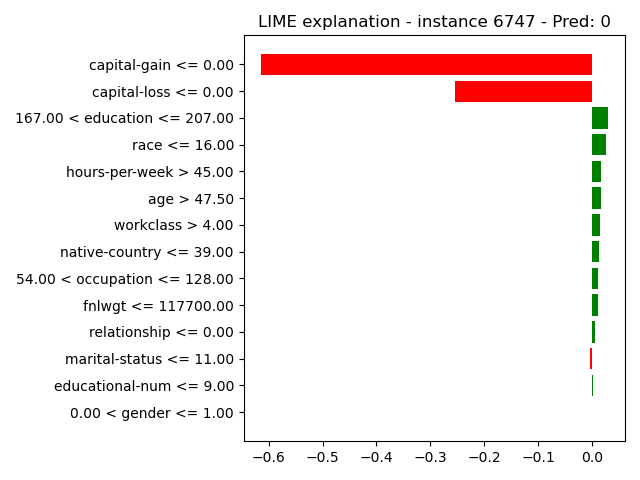 LIME explanation - instance 6747 - Pred: 0
capital-gain <= 0.00
capital-loss <= 0.00
167.00 < education <= 207.00
race <= 16.00
hours-per-week > 45.00
age > 47.50
workclass > 4.00
native-country <= 39.00
54.00 < occupation <= 128.00
fnlwgt <= 117700.00
relationship <= 0.00
marital-status <= 11.00
educational-num <= 9.00
0.00 < gender <= 1.00
−0.6 −0.5 −0.4 −0.3 −0.2 −0.1 0.0